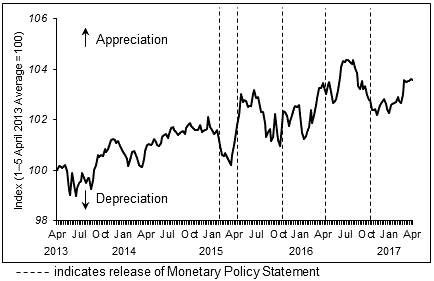 106
104
102
100
98
Index (1–5 April 2013 Average = 100)
Appreciation
Depreciation
Apr Jul Oct Jan Apr Jul Oct Jan Apr Jul Oct Jan Apr Jul Oct Jan Apr
2013 2014 2015 2016 2017
----- indicates release of Monetary Policy Statement